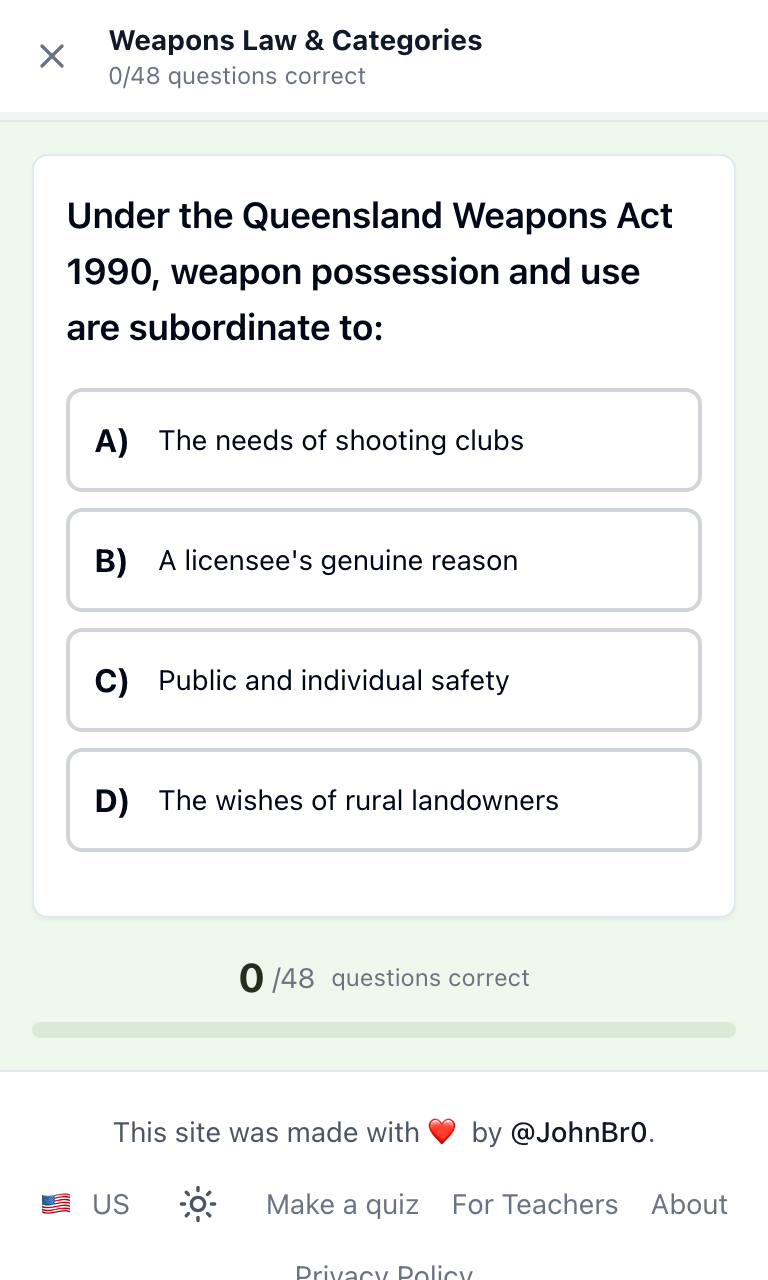 Weapons Law & Categories
0/48 questions correct
Under the Queensland Weapons Act
1990, weapon possession and use
are subordinate to:
A) The needs of shooting clubs
B) A licensee's genuine reason
C) Public and individual safety
D) The wishes of rural landowners
0 /48 questions correct
This site was made with ❤️ by @JohnBr0.
🇺🇸 US Make a quiz For Teachers About
Privacy Policy